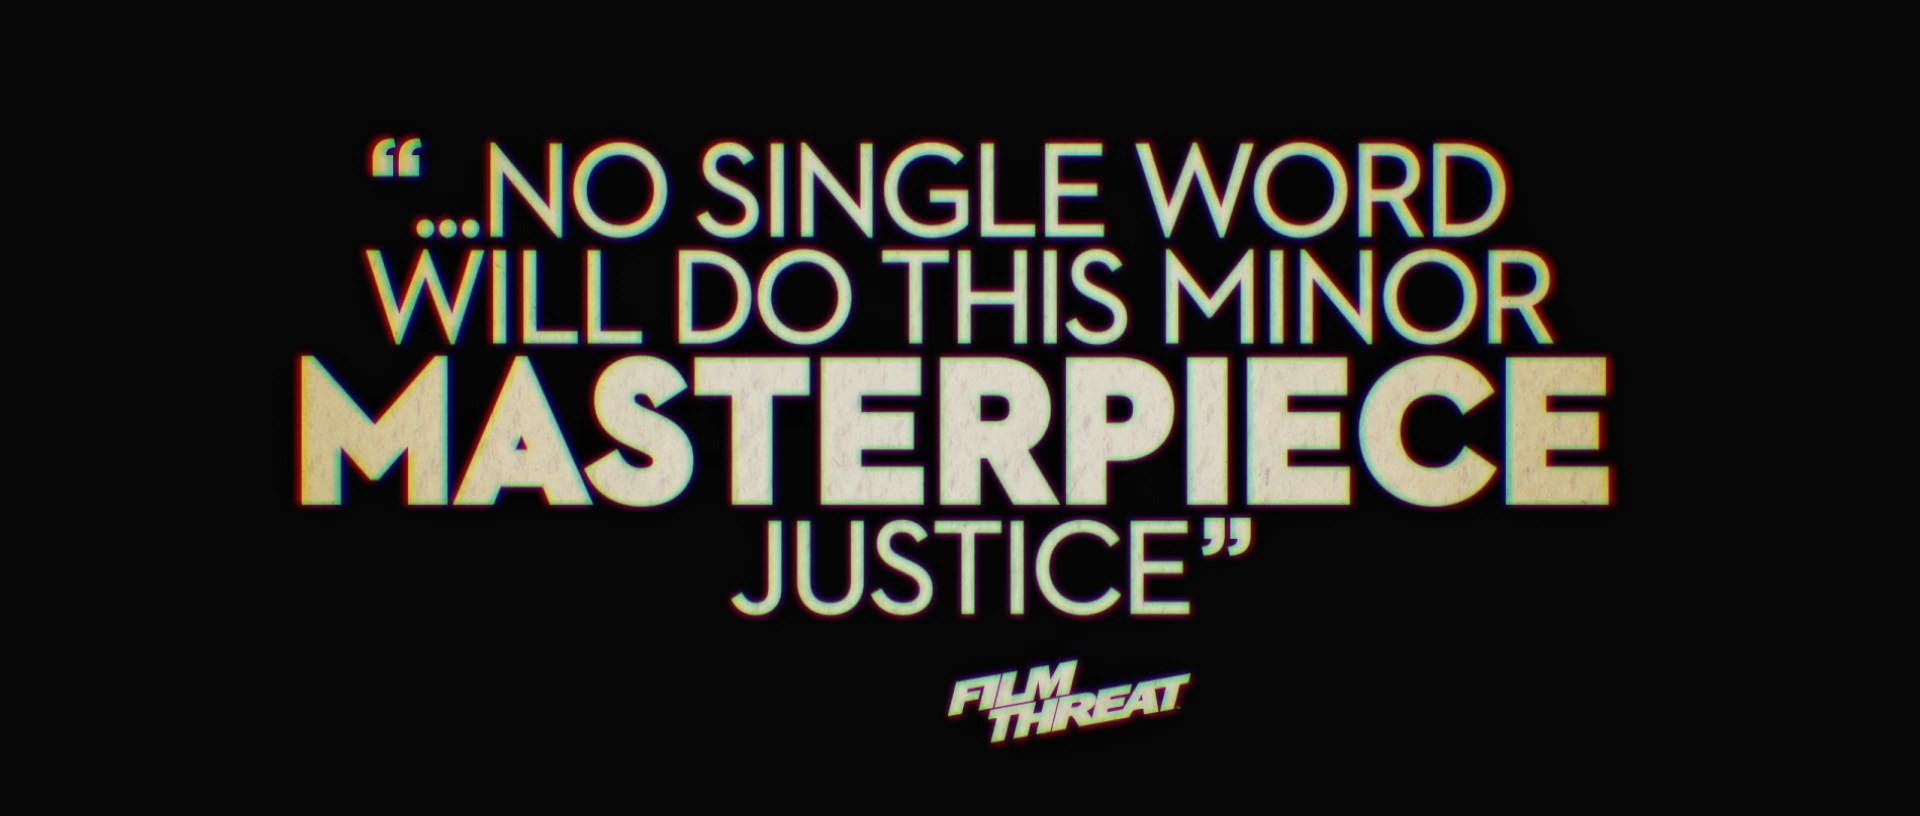 “...NO SINGLE WORD
WILL DO THIS MINOR
MASTERPIECE
JUSTICE”
FILM
THREAT